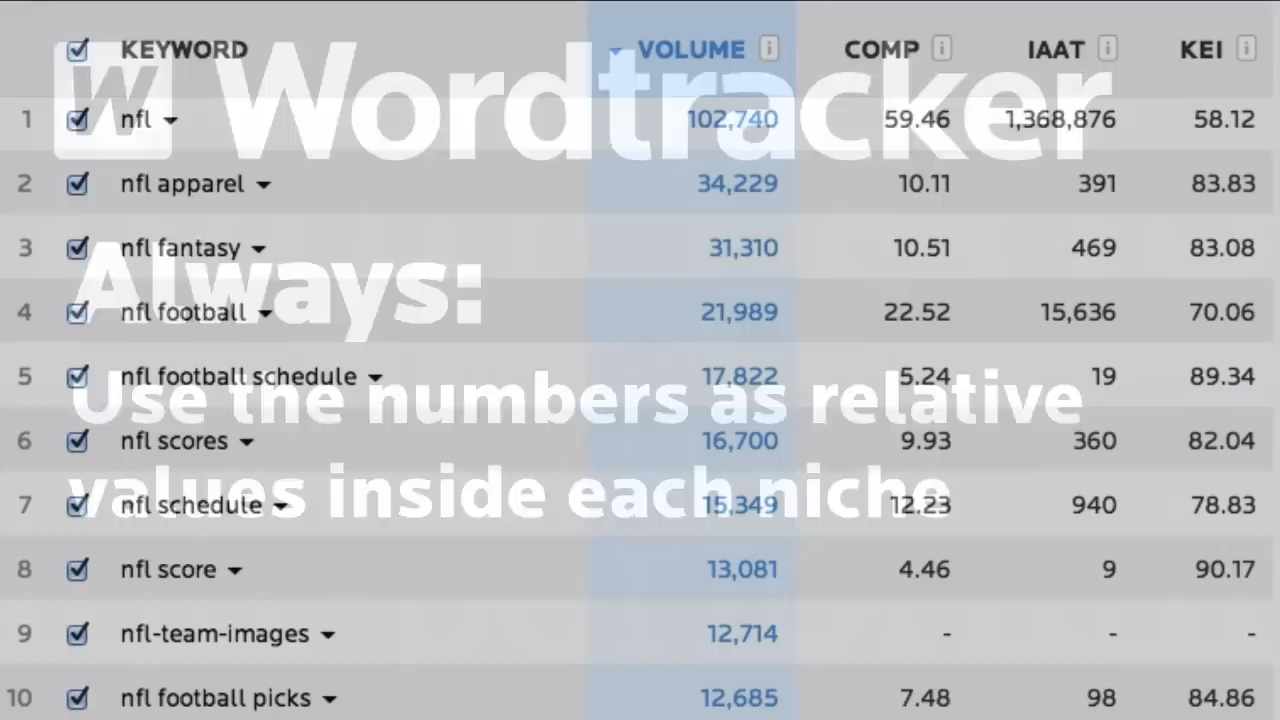 KEYWORD VOLUME i COMP i IAAT i KEI i
W Wordtracker
1 nfl 102,740 59.46 1,368,876 58.12
2 nfl apparel 34,229 10.11 391 83.83
3 nfl fantasy 31,310 10.51 469 83.08
Always:
4 nfl football 21,989 22.52 15,636 70.06
5 nfl football schedule 17,822 5.24 19 89.34
Use the numbers as relative
6 nfl scores 16,700 9.93 360 82.04
values inside each niche
7 nfl schedule 15,349 12.23 940 78.83
8 nfl score 13,081 4.46 9 90.17
9 nfl-team-images 12,714 - - -
10 nfl football picks 12,685 7.48 98 84.86